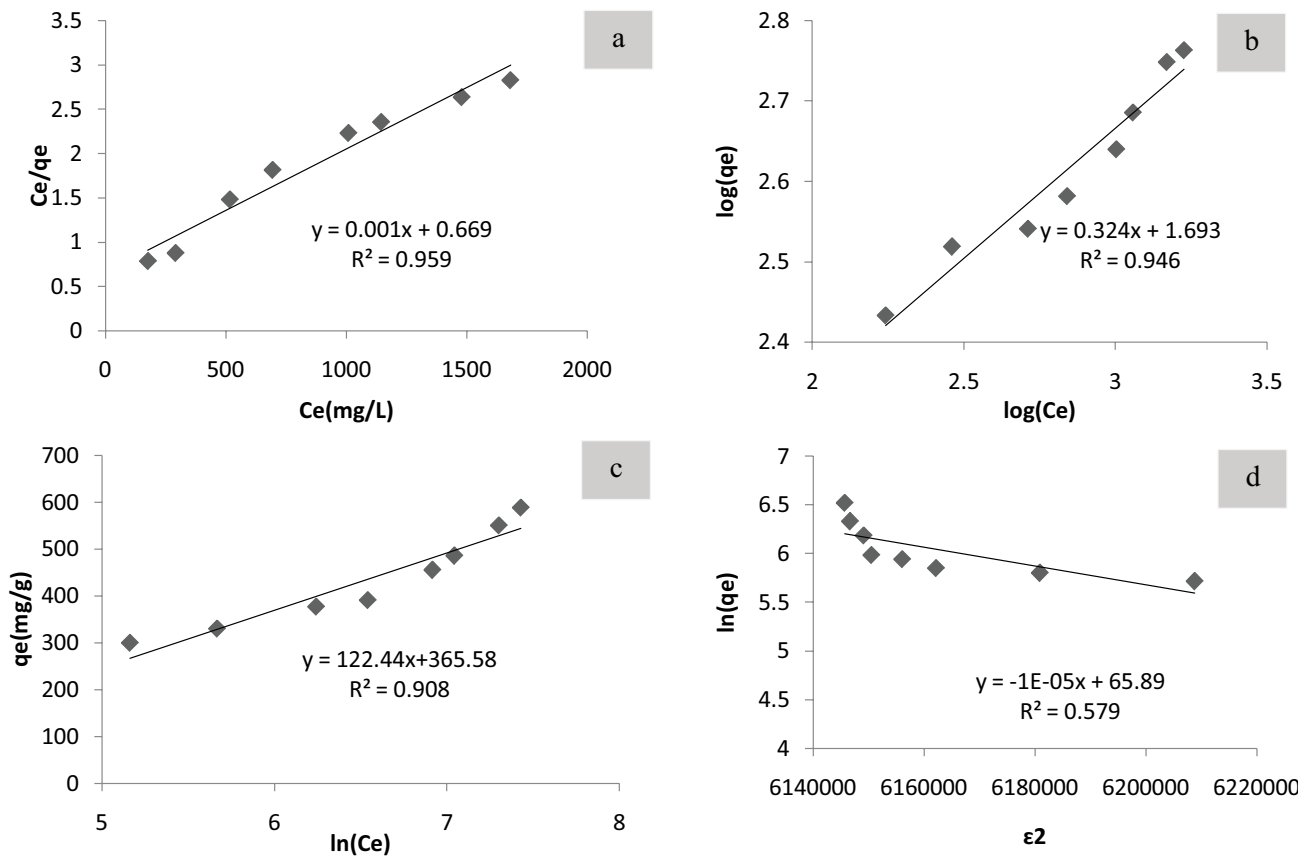 a
3.5
3
2.5
2
1.5
1
0.5
0
Ce/qe
y = 0.001x + 0.669
R² = 0.959
0 500 1000 1500 2000
Ce(mg/L)
b
2.8
2.7
2.6
2.5
2.4
log(qe)
y = 0.324x + 1.693
R² = 0.946
2 2.5 3 3.5
log(Ce)
c
700
600
500
400
300
200
100
0
qe(mg/g)
y = 122.44x+365.58
R² = 0.908
5 6 7 8
ln(Ce)
d
7
6.5
6
5.5
5
4.5
4
ln(qe)
y = -1E-05x + 65.89
R² = 0.579
6140000 6160000 6180000 6200000 6220000
ε2